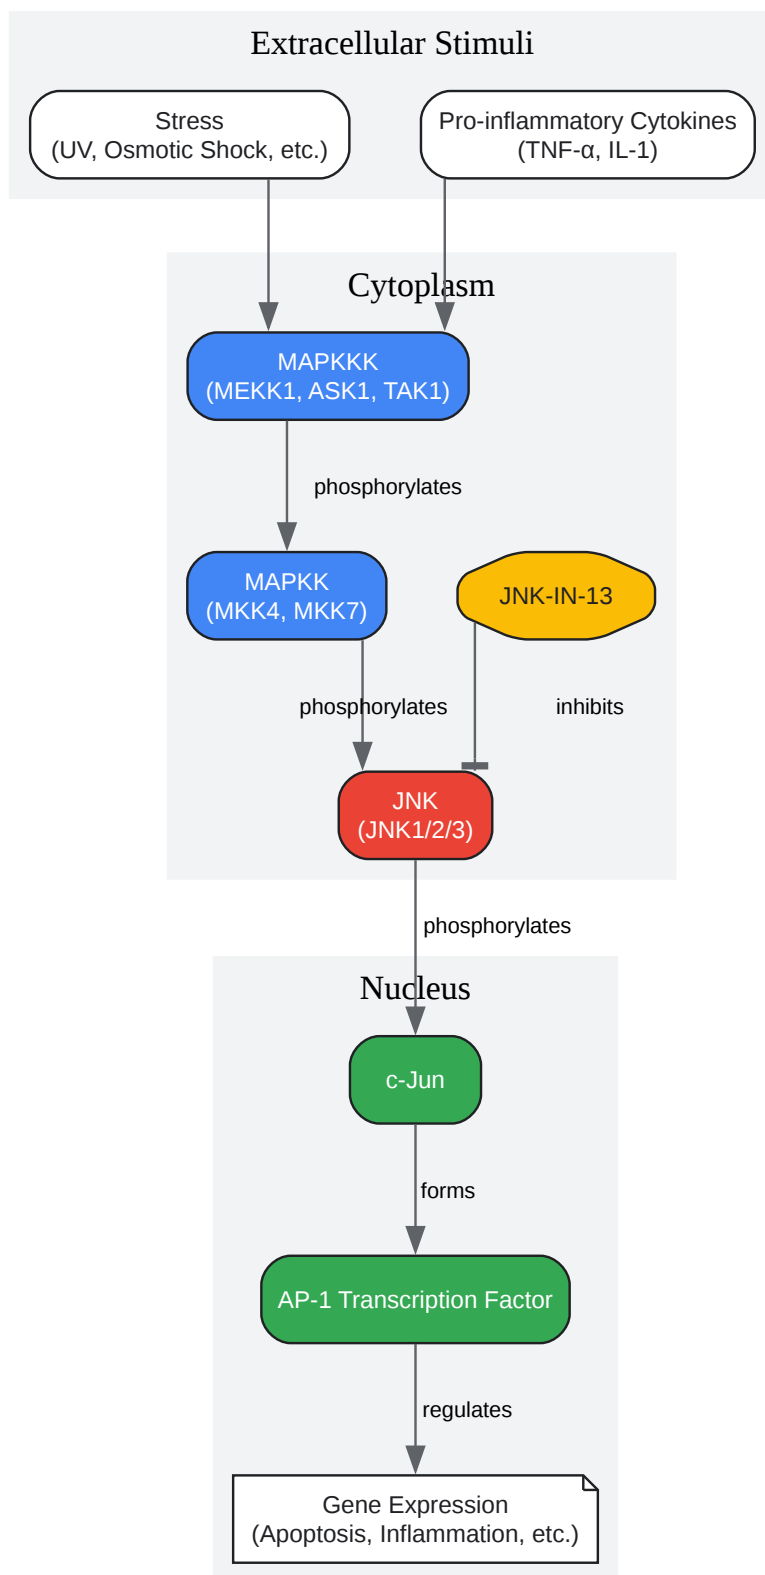 Extracellular Stimuli
Stress
(UV, Osmotic Shock, etc.)
Pro-inflammatory Cytokines
(TNF-α, IL-1)
Cytoplasm
MAPKKK
(MEKK1, ASK1, TAK1)
phosphorylates
MAPKK
(MKK4, MKK7)
JNK-IN-13
phosphorylates
inhibits
JNK
(JNK1/2/3)
phosphorylates
Nucleus
c-Jun
forms
AP-1 Transcription Factor
regulates
Gene Expression
(Apoptosis, Inflammation, etc.)